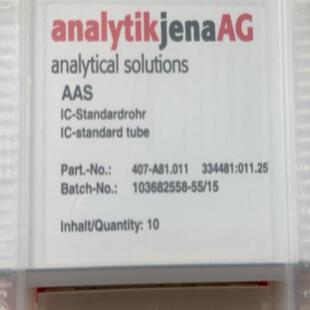 analytikjenaAG
analytical solutions
AAS
IC-Standardrohr
IC-standard tube
Part.-No.: 407-A81.011 334481:011.25
Batch-No.: 103682558-55/15
Inhalt/Quantity: 10